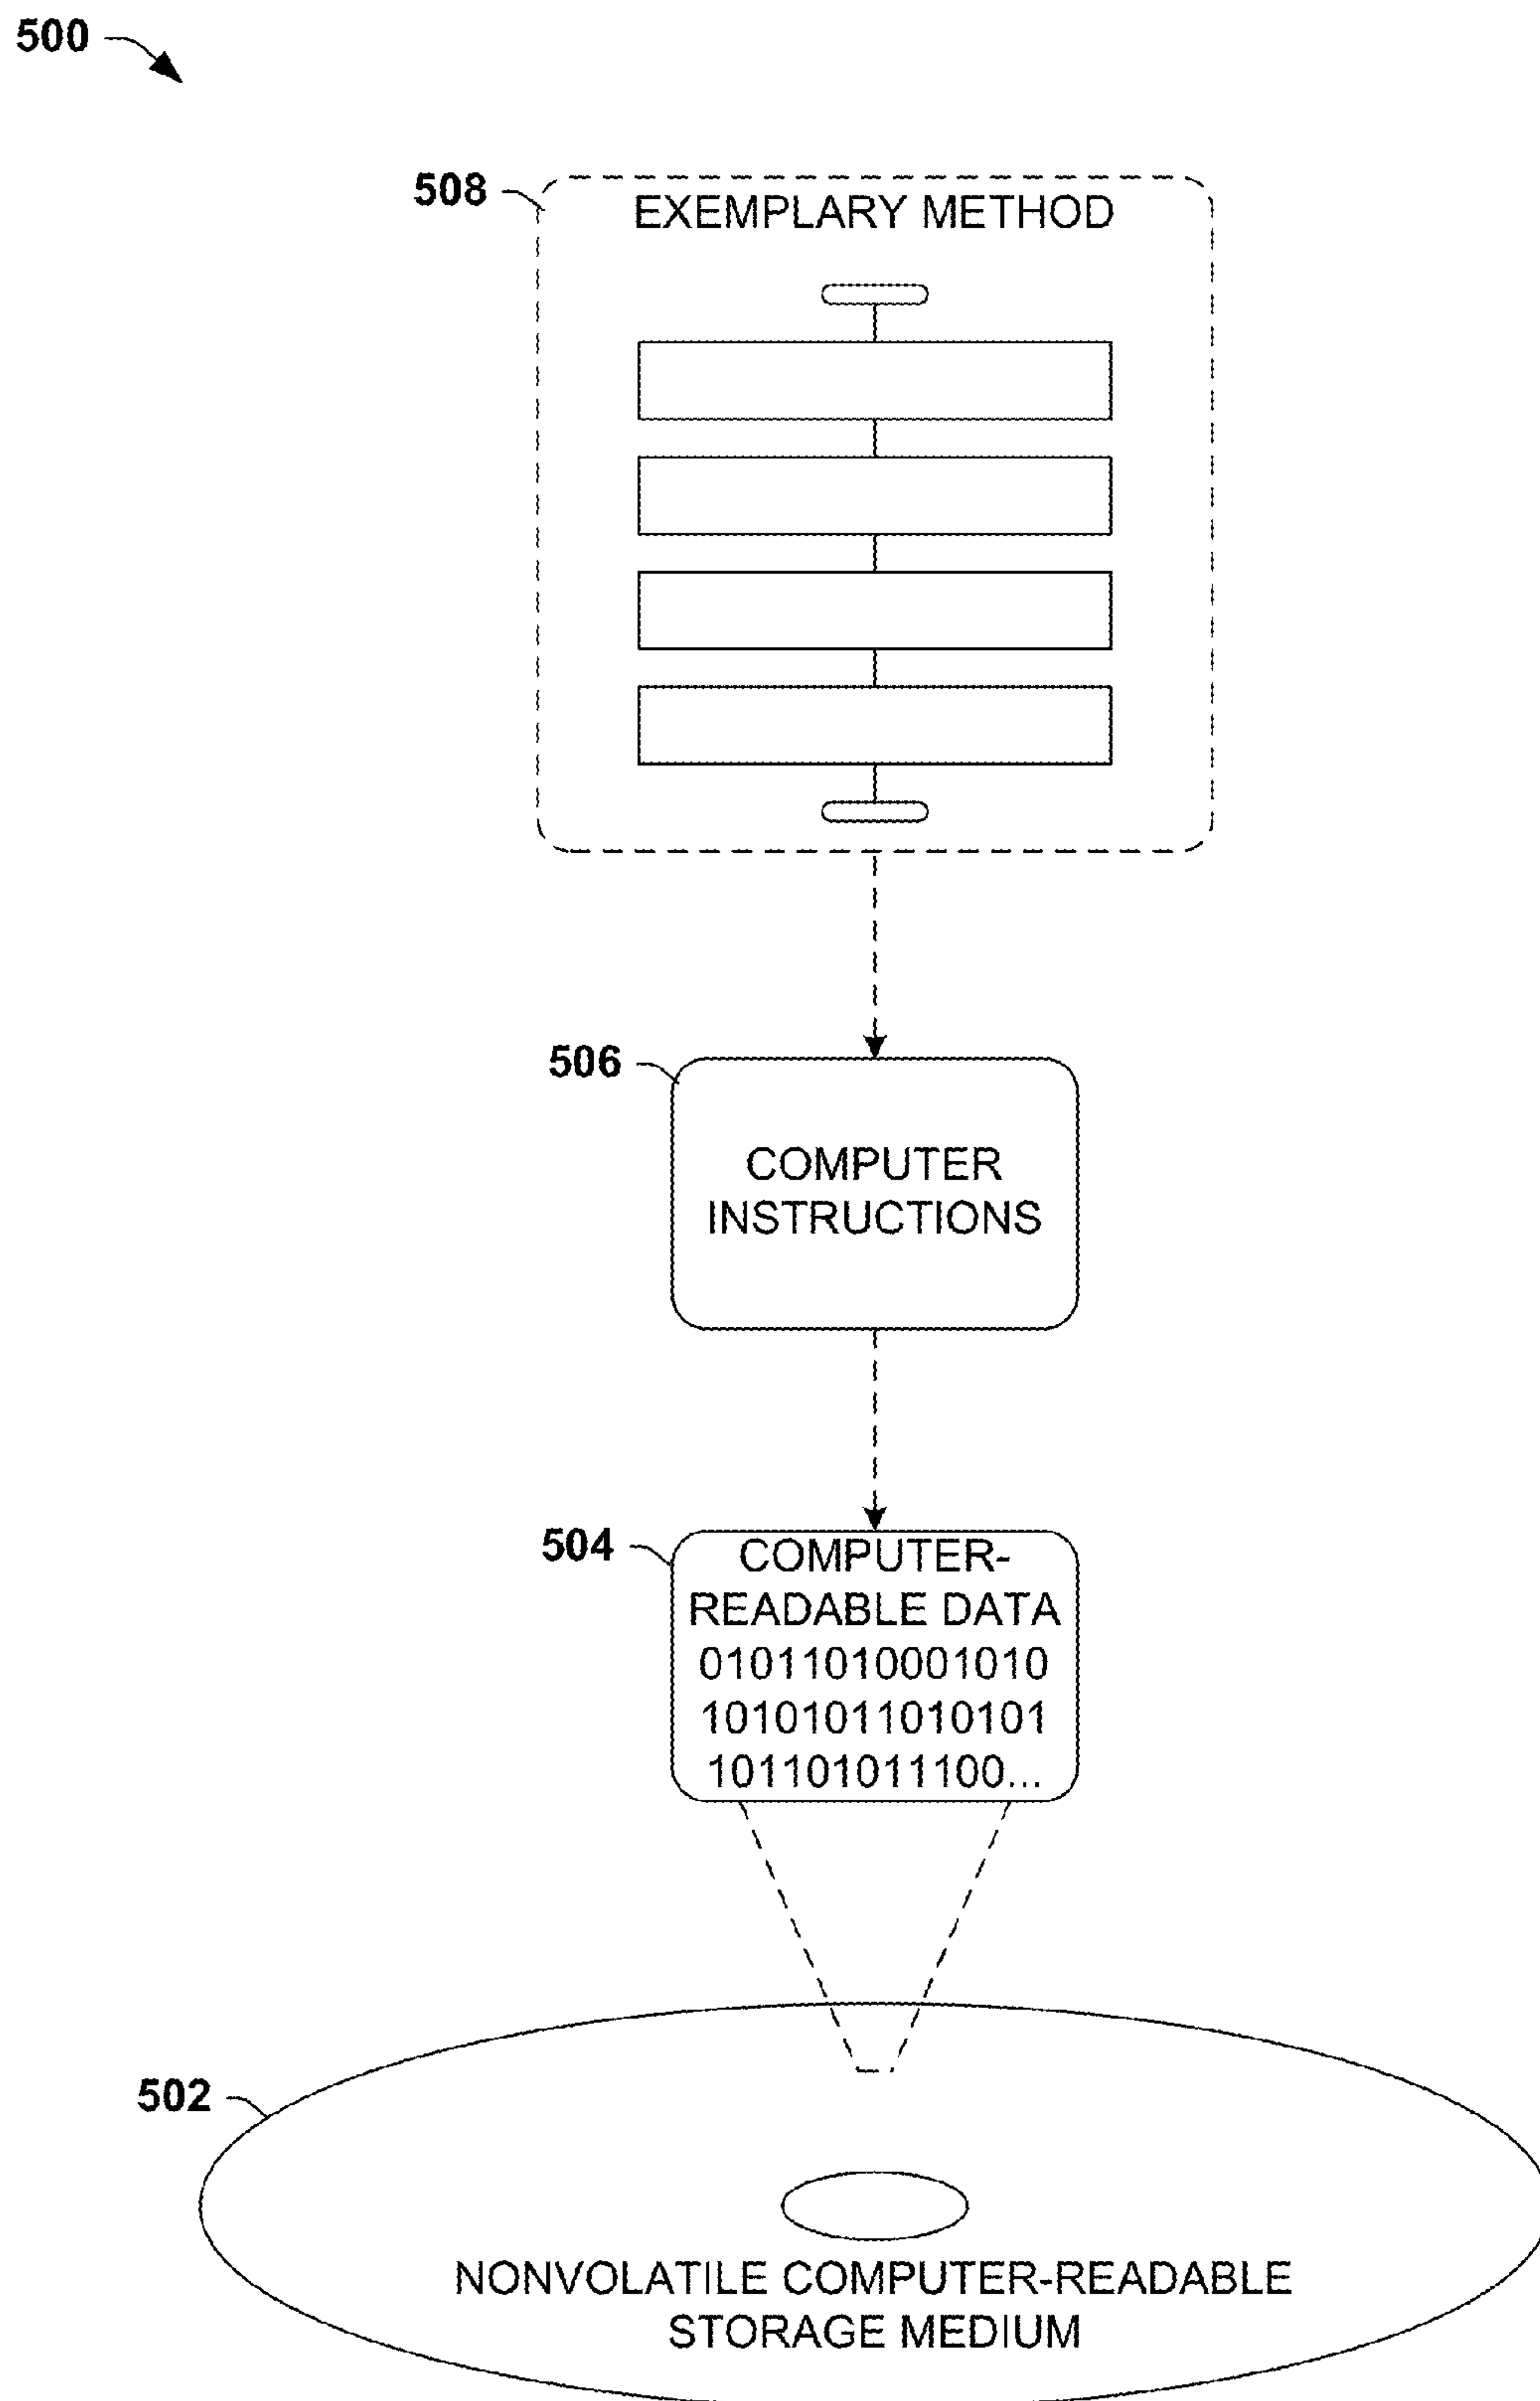 500
508
EXEMPLARY METHOD
506
COMPUTER
INSTRUCTIONS
504
COMPUTER-
READABLE DATA
01011010001010
10101011010101
101101011100...
502
NONVOLATILE COMPUTER-READABLE
STORAGE MEDIUM